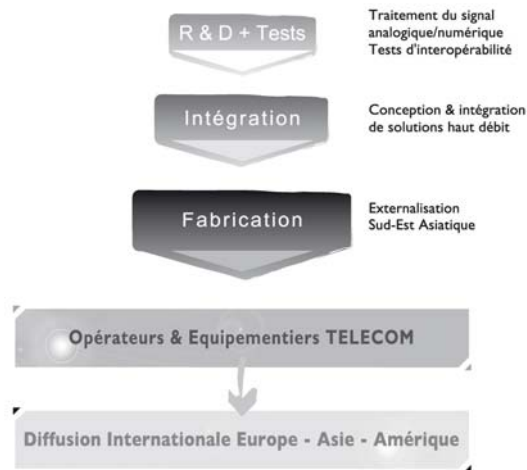 R & D + Tests
Traitement du signal
analogique/numérique
Tests d'interopérabilité
Intégration
Conception & intégration
de solutions haut débit
Fabrication
Externalisation
Sud-Est Asiatique
Opérateurs & Equipementiers TELECOM
Diffusion Internationale Europe - Asie - Amérique